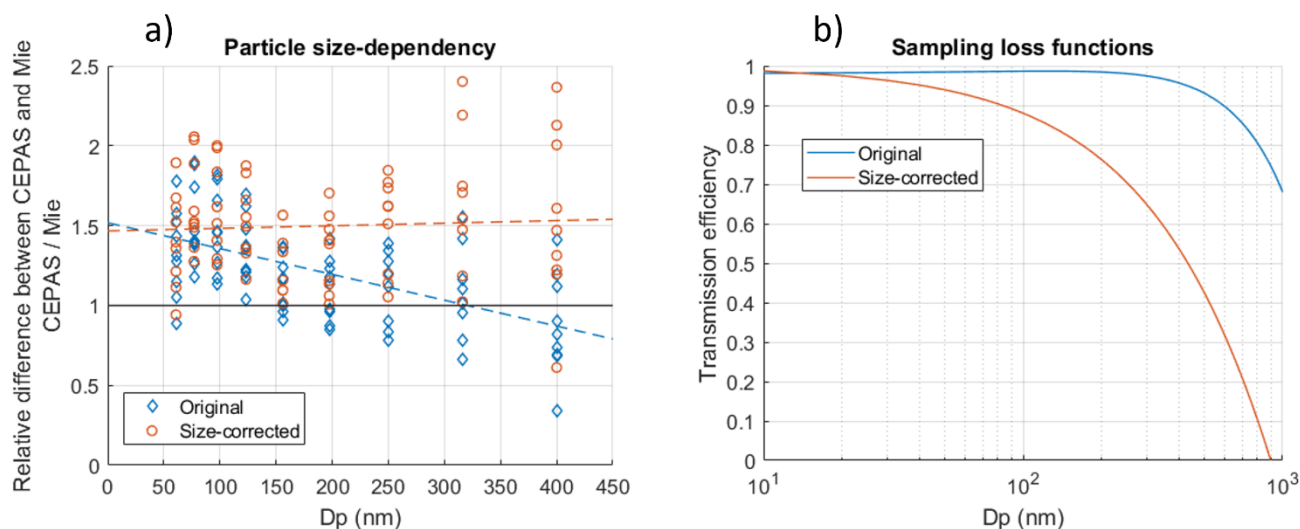 a)
Particle size-dependency
Relative difference between CEPAS and Mie
CEPAS / Mie
2.5
2
1.5
1
0.5
0
Original
Size-corrected
0 50 100 150 200 250 300 350 400 450
Dp (nm)
b)
Sampling loss functions
Transmission efficiency
1
0.9
0.8
0.7
0.6
0.5
0.4
0.3
0.2
0.1
0
Original
Size-corrected
10¹ 10² 10³
Dp (nm)